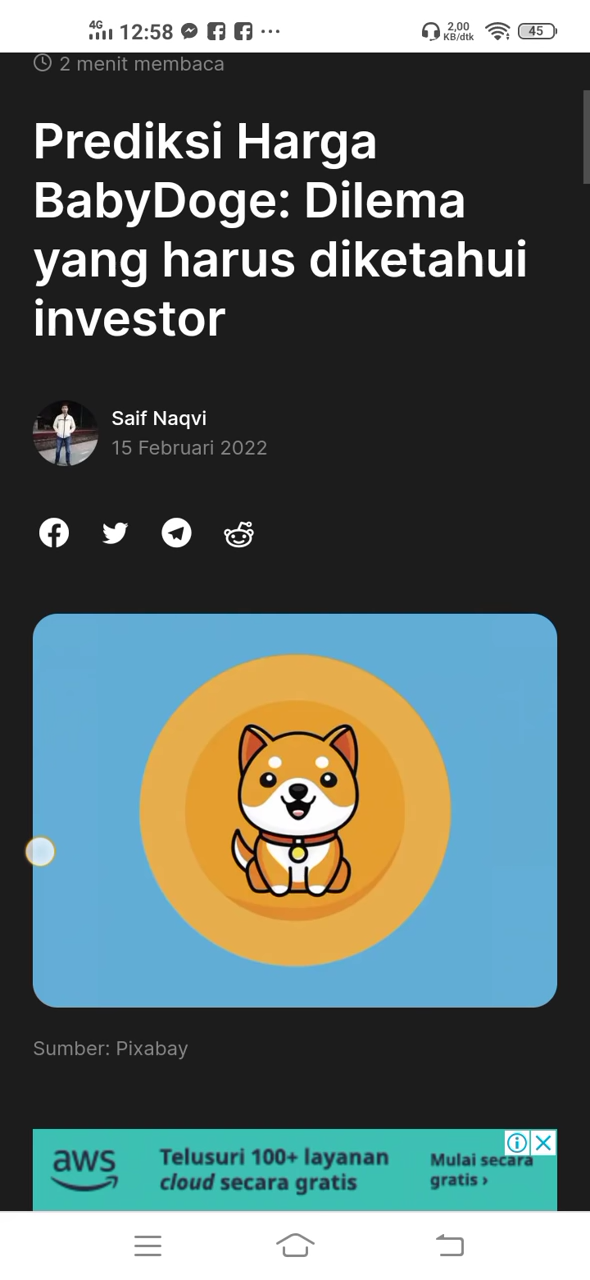 4G 12:58 ... 2,00 KB/dtk 45
2 menit membaca
Prediksi Harga
BabyDoge: Dilema
yang harus diketahui
investor
Saif Naqvi
15 Februari 2022
Sumber: Pixabay
aws
Telusuri 100+ layanan
cloud secara gratis
Mulai secara
gratis ›